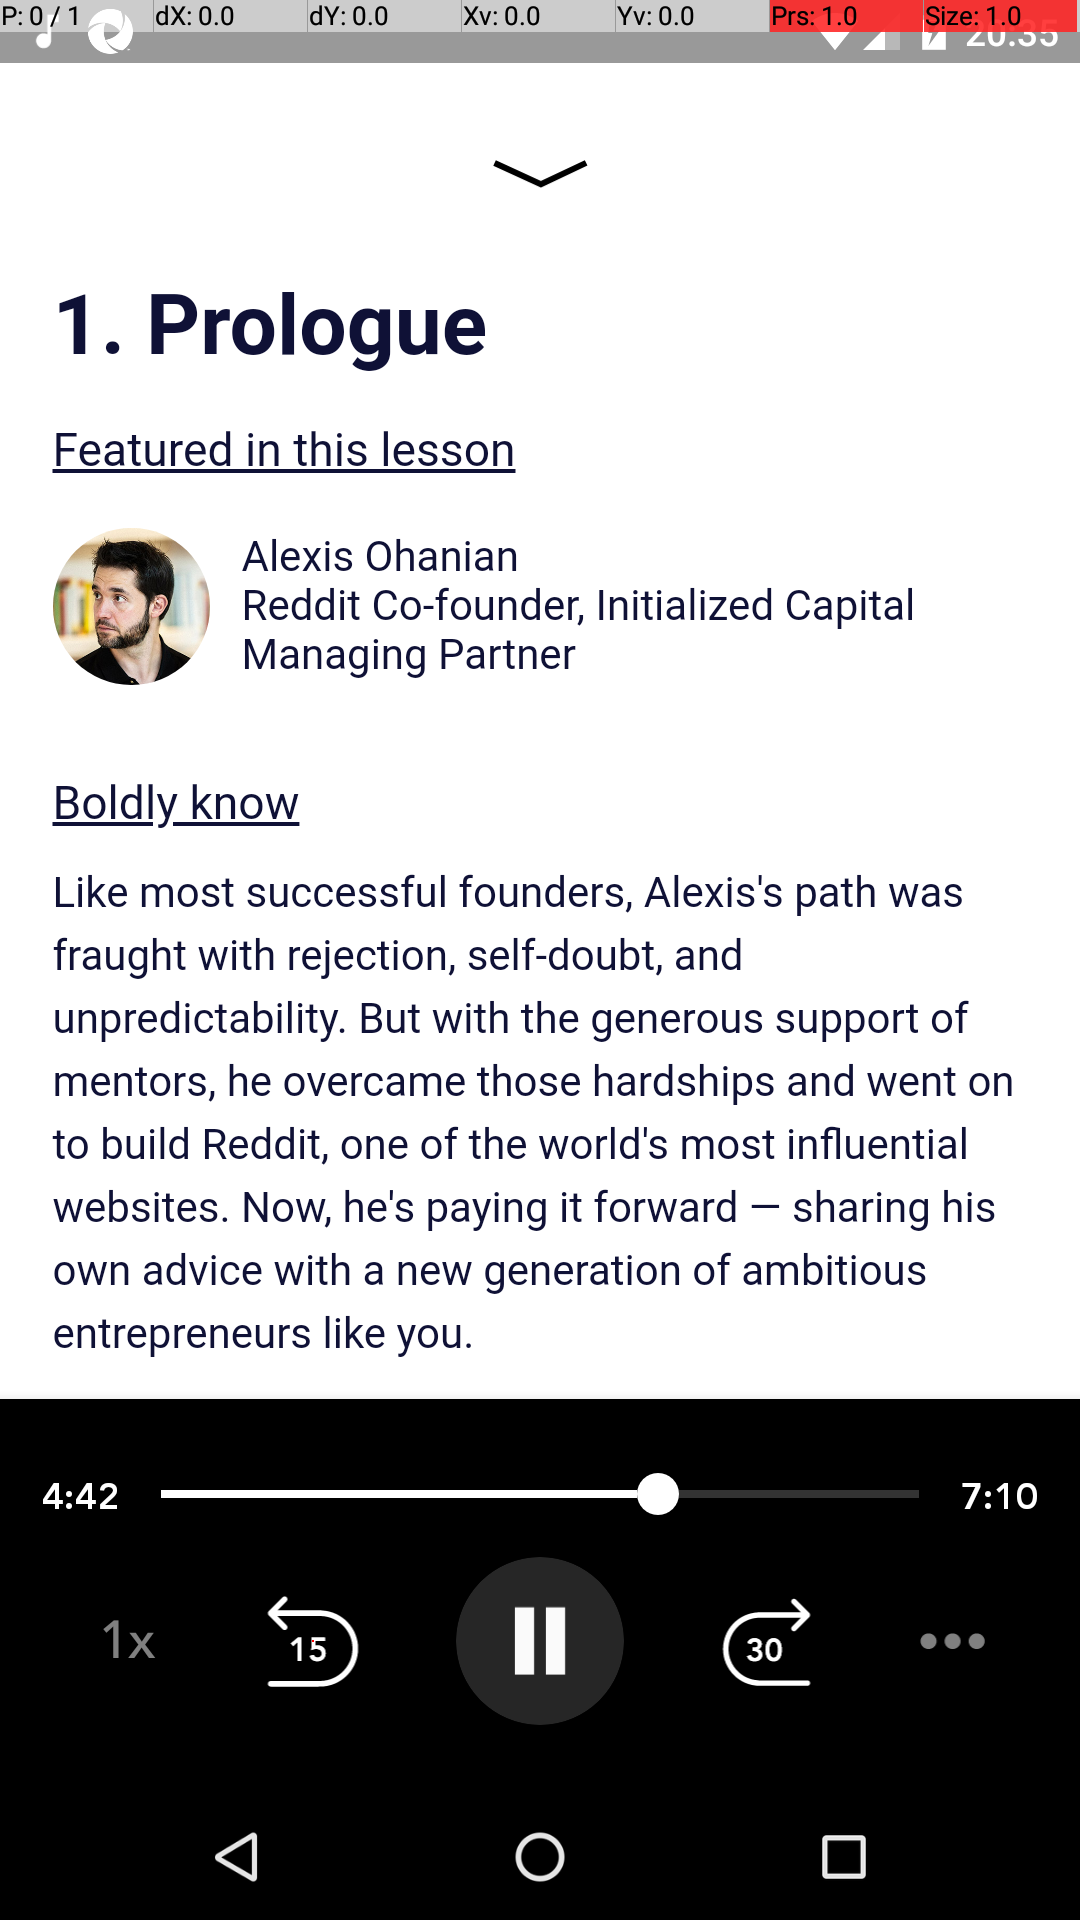 P: 0 / 1 dX: 0.0 dY: 0.0 Xv: 0.0 Yv: 0.0 Prs: 1.0 Size: 1.0
20:35
1. Prologue
Featured in this lesson
Alexis Ohanian
Reddit Co-founder, Initialized Capital
Managing Partner
Boldly know
Like most successful founders, Alexis's path was
fraught with rejection, self-doubt, and
unpredictability. But with the generous support of
mentors, he overcame those hardships and went on
to build Reddit, one of the world's most influential
websites. Now, he's paying it forward — sharing his
own advice with a new generation of ambitious
entrepreneurs like you.
4:42 7:10
1x 15 30